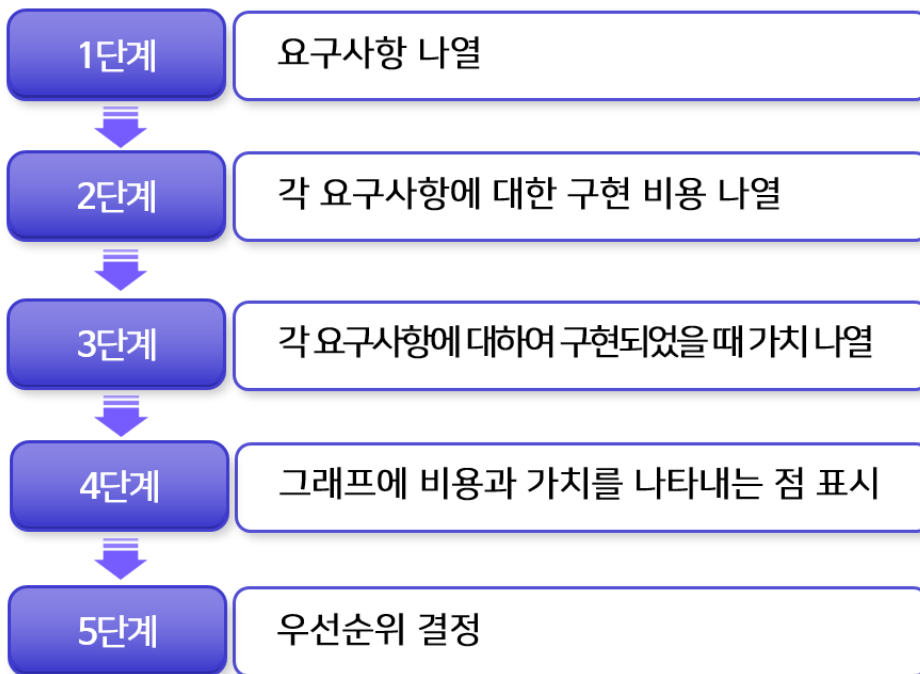 1단계
요구사항 나열
2단계
각 요구사항에 대한 구현 비용 나열
3단계
각 요구사항에 대하여 구현되었을 때 가치 나열
4단계
그래프에 비용과 가치를 나타내는 점 표시
5단계
우선순위 결정